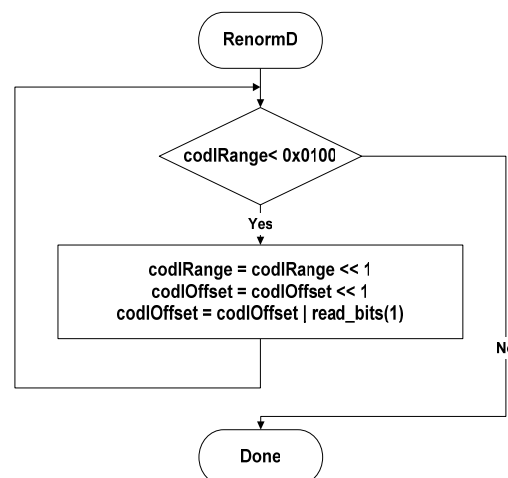 RenormD
codIRange< 0x0100
Yes
codIRange = codIRange << 1
codIOffset = codIOffset << 1
codIOffset = codIOffset | read_bits(1)
Done